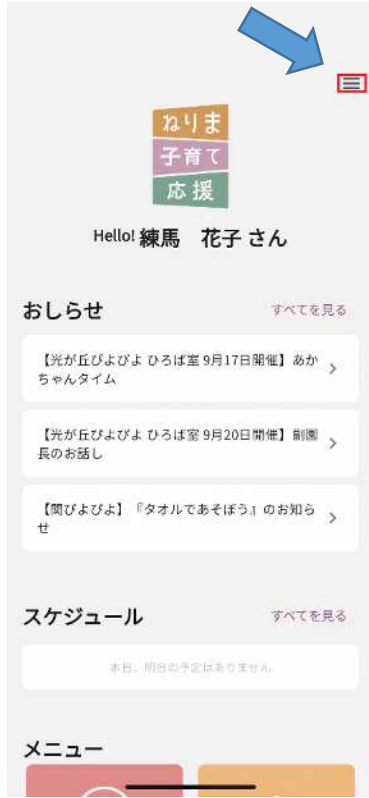 ねりま
子育て
応援
Hello! 練馬　花子 さん
おしらせ
すべてを見る
【光が丘ぴよぴよ ひろば室 9月17日開催】あか
ちゃんタイム
【光が丘ぴよぴよ ひろば室 9月20日開催】副園
長のお話し
【関ぴよぴよ】『タオルであそぼう』のお知ら
せ
スケジュール
すべてを見る
本日、明日の予定はありません
メニュー